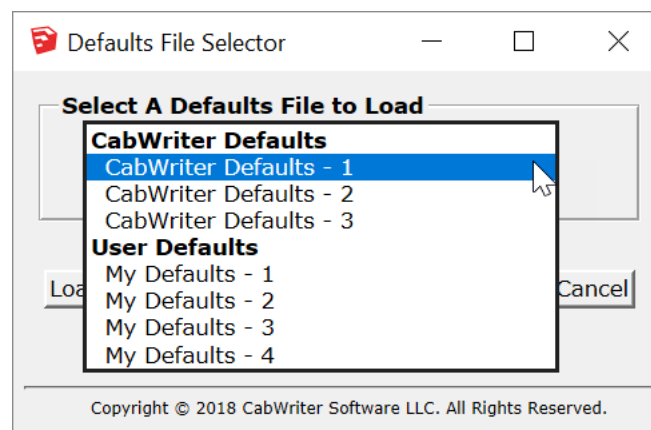 Defaults File Selector
Select A Defaults File to Load
CabWriter Defaults
CabWriter Defaults - 1
CabWriter Defaults - 2
CabWriter Defaults - 3
User Defaults
My Defaults - 1
My Defaults - 2
My Defaults - 3
My Defaults - 4
Cancel
Copyright © 2018 CabWriter Software LLC. All Rights Reserved.